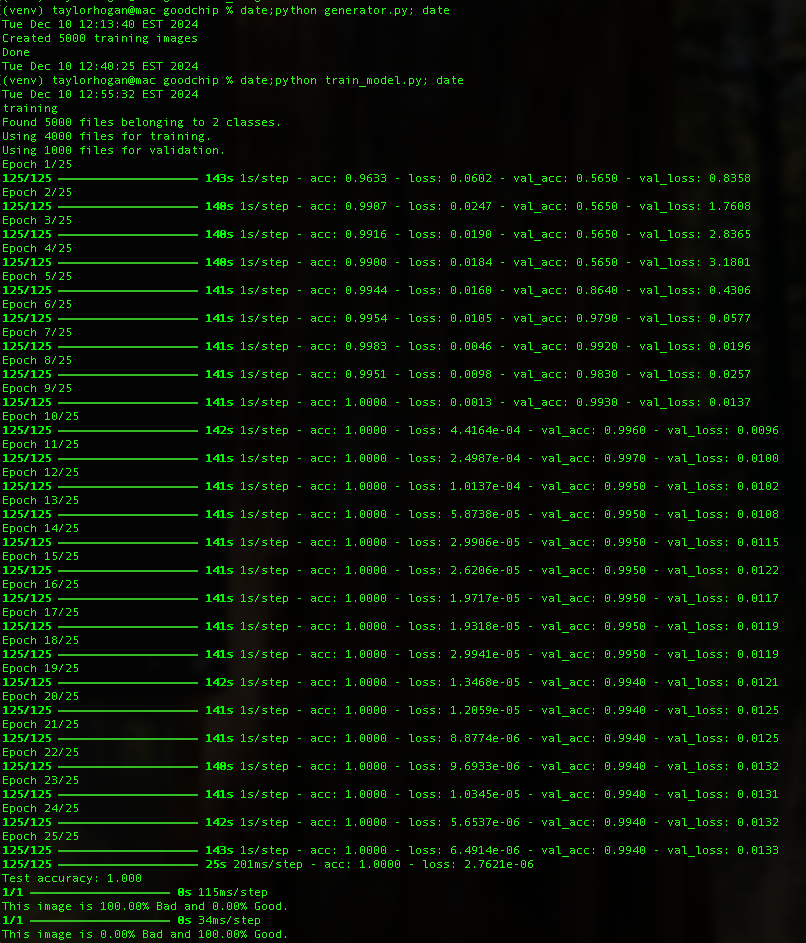 (venv) taylorhogan@mac goodchip % date;python generator.py; date
Tue Dec 10 12:13:40 EST 2024
Created 5000 training images
Done
Tue Dec 10 12:40:25 EST 2024
(venv) taylorhogan@mac goodchip % date;python train_model.py; date
Tue Dec 10 12:55:32 EST 2024
training
Found 5000 files belonging to 2 classes.
Using 4000 files for training.
Using 1000 files for validation.
Epoch 1/25
125/125 ━━━━━━━━━━━━━━━━━━━━ 143s 1s/step - acc: 0.9633 - loss: 0.0602 - val_acc: 0.5650 - val_loss: 0.8358
Epoch 2/25
125/125 ━━━━━━━━━━━━━━━━━━━━ 140s 1s/step - acc: 0.9907 - loss: 0.0247 - val_acc: 0.5650 - val_loss: 1.7608
Epoch 3/25
125/125 ━━━━━━━━━━━━━━━━━━━━ 140s 1s/step - acc: 0.9916 - loss: 0.0190 - val_acc: 0.5650 - val_loss: 2.8365
Epoch 4/25
125/125 ━━━━━━━━━━━━━━━━━━━━ 140s 1s/step - acc: 0.9900 - loss: 0.0184 - val_acc: 0.5650 - val_loss: 3.1801
Epoch 5/25
125/125 ━━━━━━━━━━━━━━━━━━━━ 141s 1s/step - acc: 0.9944 - loss: 0.0160 - val_acc: 0.8640 - val_loss: 0.4306
Epoch 6/25
125/125 ━━━━━━━━━━━━━━━━━━━━ 141s 1s/step - acc: 0.9954 - loss: 0.0105 - val_acc: 0.9790 - val_loss: 0.0577
Epoch 7/25
125/125 ━━━━━━━━━━━━━━━━━━━━ 141s 1s/step - acc: 0.9983 - loss: 0.0046 - val_acc: 0.9920 - val_loss: 0.0196
Epoch 8/25
125/125 ━━━━━━━━━━━━━━━━━━━━ 141s 1s/step - acc: 0.9951 - loss: 0.0098 - val_acc: 0.9830 - val_loss: 0.0257
Epoch 9/25
125/125 ━━━━━━━━━━━━━━━━━━━━ 141s 1s/step - acc: 1.0000 - loss: 0.0013 - val_acc: 0.9930 - val_loss: 0.0137
Epoch 10/25
125/125 ━━━━━━━━━━━━━━━━━━━━ 142s 1s/step - acc: 1.0000 - loss: 4.4164e-04 - val_acc: 0.9960 - val_loss: 0.0096
Epoch 11/25
125/125 ━━━━━━━━━━━━━━━━━━━━ 141s 1s/step - acc: 1.0000 - loss: 2.4987e-04 - val_acc: 0.9970 - val_loss: 0.0100
Epoch 12/25
125/125 ━━━━━━━━━━━━━━━━━━━━ 141s 1s/step - acc: 1.0000 - loss: 1.0137e-04 - val_acc: 0.9950 - val_loss: 0.0102
Epoch 13/25
125/125 ━━━━━━━━━━━━━━━━━━━━ 141s 1s/step - acc: 1.0000 - loss: 5.8738e-05 - val_acc: 0.9950 - val_loss: 0.0108
Epoch 14/25
125/125 ━━━━━━━━━━━━━━━━━━━━ 141s 1s/step - acc: 1.0000 - loss: 2.9906e-05 - val_acc: 0.9950 - val_loss: 0.0115
Epoch 15/25
125/125 ━━━━━━━━━━━━━━━━━━━━ 141s 1s/step - acc: 1.0000 - loss: 2.6206e-05 - val_acc: 0.9950 - val_loss: 0.0122
Epoch 16/25
125/125 ━━━━━━━━━━━━━━━━━━━━ 141s 1s/step - acc: 1.0000 - loss: 1.9717e-05 - val_acc: 0.9950 - val_loss: 0.0117
Epoch 17/25
125/125 ━━━━━━━━━━━━━━━━━━━━ 141s 1s/step - acc: 1.0000 - loss: 1.9318e-05 - val_acc: 0.9950 - val_loss: 0.0119
Epoch 18/25
125/125 ━━━━━━━━━━━━━━━━━━━━ 141s 1s/step - acc: 1.0000 - loss: 2.9941e-05 - val_acc: 0.9950 - val_loss: 0.0119
Epoch 19/25
125/125 ━━━━━━━━━━━━━━━━━━━━ 142s 1s/step - acc: 1.0000 - loss: 1.3468e-05 - val_acc: 0.9940 - val_loss: 0.0121
Epoch 20/25
125/125 ━━━━━━━━━━━━━━━━━━━━ 141s 1s/step - acc: 1.0000 - loss: 1.2059e-05 - val_acc: 0.9940 - val_loss: 0.0125
Epoch 21/25
125/125 ━━━━━━━━━━━━━━━━━━━━ 141s 1s/step - acc: 1.0000 - loss: 8.8774e-06 - val_acc: 0.9940 - val_loss: 0.0125
Epoch 22/25
125/125 ━━━━━━━━━━━━━━━━━━━━ 140s 1s/step - acc: 1.0000 - loss: 9.6933e-06 - val_acc: 0.9940 - val_loss: 0.0132
Epoch 23/25
125/125 ━━━━━━━━━━━━━━━━━━━━ 141s 1s/step - acc: 1.0000 - loss: 1.0345e-05 - val_acc: 0.9940 - val_loss: 0.0131
Epoch 24/25
125/125 ━━━━━━━━━━━━━━━━━━━━ 142s 1s/step - acc: 1.0000 - loss: 5.6537e-06 - val_acc: 0.9940 - val_loss: 0.0132
Epoch 25/25
125/125 ━━━━━━━━━━━━━━━━━━━━ 143s 1s/step - acc: 1.0000 - loss: 6.4914e-06 - val_acc: 0.9940 - val_loss: 0.0133
125/125 ━━━━━━━━━━━━━━━━━━━━ 25s 201ms/step - acc: 1.0000 - loss: 2.7621e-06
Test accuracy: 1.000
1/1 ━━━━━━━━━━━━━━━━━━━━ 0s 115ms/step
This image is 100.00% Bad and 0.00% Good.
1/1 ━━━━━━━━━━━━━━━━━━━━ 0s 34ms/step
This image is 0.00% Bad and 100.00% Good.